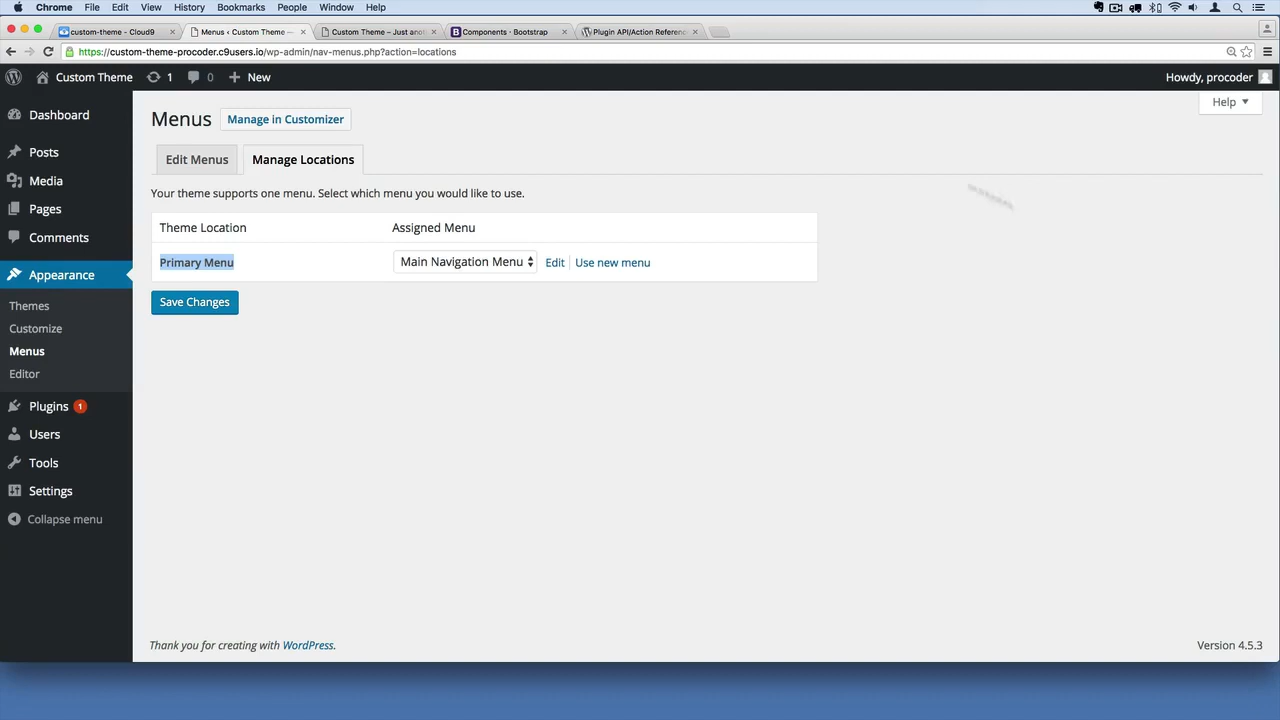 Chrome File Edit View History Bookmarks People Window Help
custom-theme - Cloud9 Menus ‹ Custom Theme — Custom Theme – Just anot Components · Bootstrap Plugin API/Action Referenc
https://custom-theme-procoder.c9users.io/wp-admin/nav-menus.php?action=locations
Custom Theme 1 0 New Howdy, procoder
Help
Dashboard
Posts
Media
Pages
Comments
Appearance
Themes
Customize
Menus
Editor
Plugins 1
Users
Tools
Settings
Collapse menu
Menus Manage in Customizer
Edit Menus Manage Locations
Your theme supports one menu. Select which menu you would like to use.
Theme Location Assigned Menu
Primary Menu Main Navigation Menu Edit Use new menu
Save Changes
Thank you for creating with WordPress. Version 4.5.3